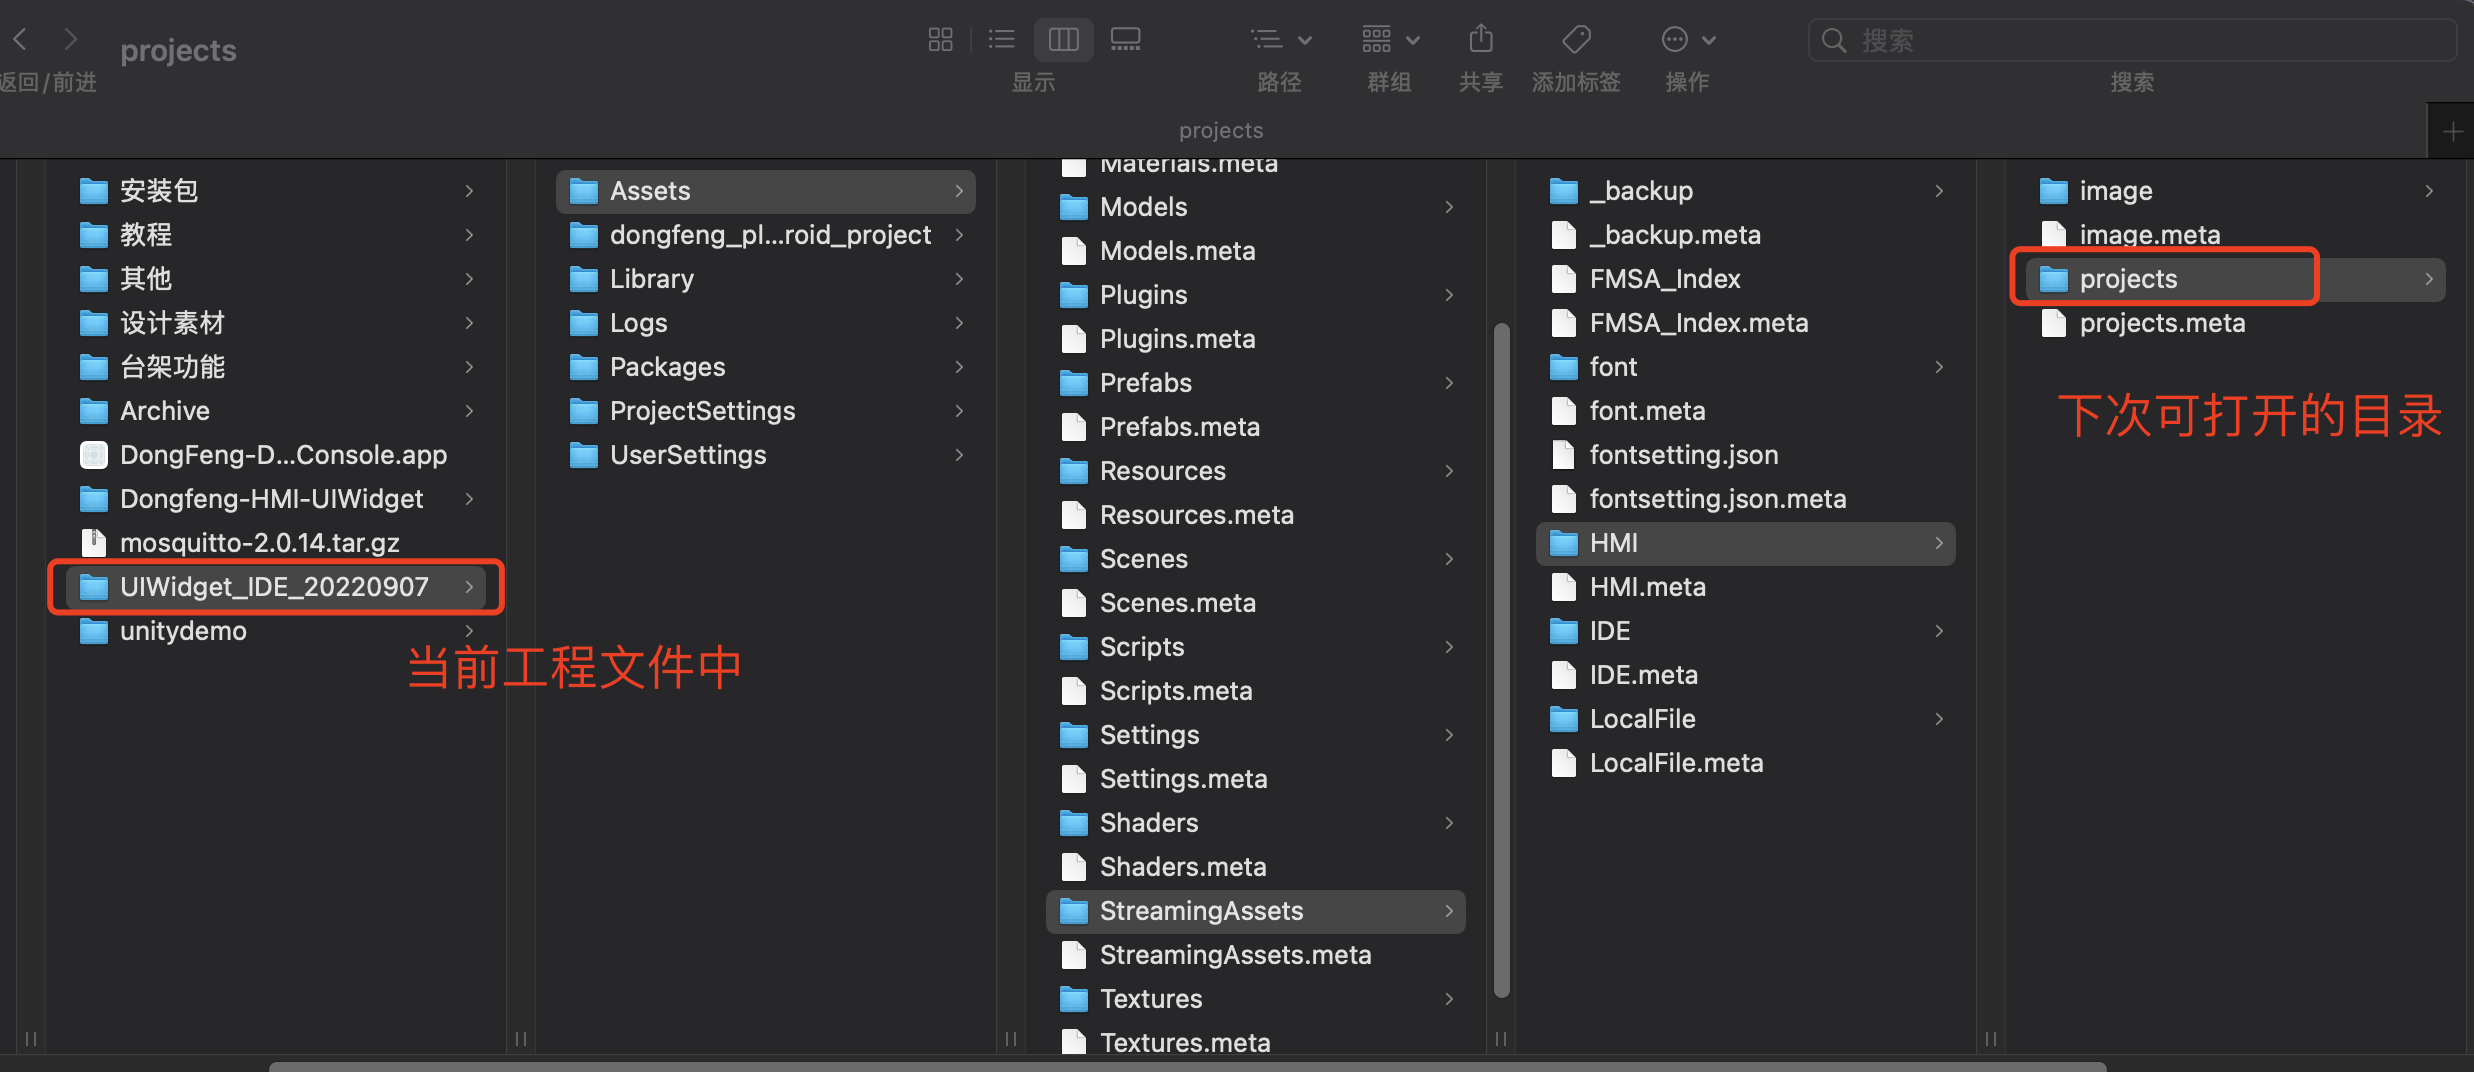 projects
返回/前进
显示
路径
群组
共享
添加标签
操作
搜索
搜索
projects
安装包
教程
其他
设计素材
台架功能
Archive
DongFeng-D...Console.app
Dongfeng-HMI-UIWidget
mosquitto-2.0.14.tar.gz
UIWidget_IDE_20220907
unitydemo
当前工程文件中
Assets
dongfeng_pl...roid_project
Library
Logs
Packages
ProjectSettings
UserSettings
Materials.meta
Models
Models.meta
Plugins
Plugins.meta
Prefabs
Prefabs.meta
Resources
Resources.meta
Scenes
Scenes.meta
Scripts
Scripts.meta
Settings
Settings.meta
Shaders
Shaders.meta
StreamingAssets
StreamingAssets.meta
Textures
Textures.meta
_backup
_backup.meta
FMSA_Index
FMSA_Index.meta
font
font.meta
fontsetting.json
fontsetting.json.meta
HMI
HMI.meta
IDE
IDE.meta
LocalFile
LocalFile.meta
image
image.meta
projects
projects.meta
下次可打开的目录